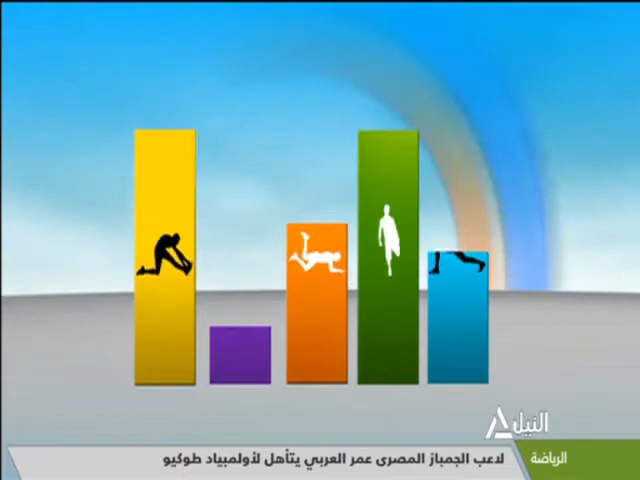 النيل
الرياضة
لاعب الجمباز المصرى عمر العربي يتأهل لأولمبياد طوكيو